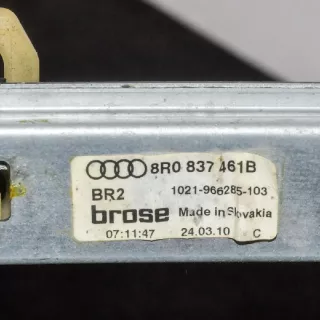 8R0 837 461B
BR2 1021-966285-103
brose Made in Slovakia
07:11:47 24.03.10 C